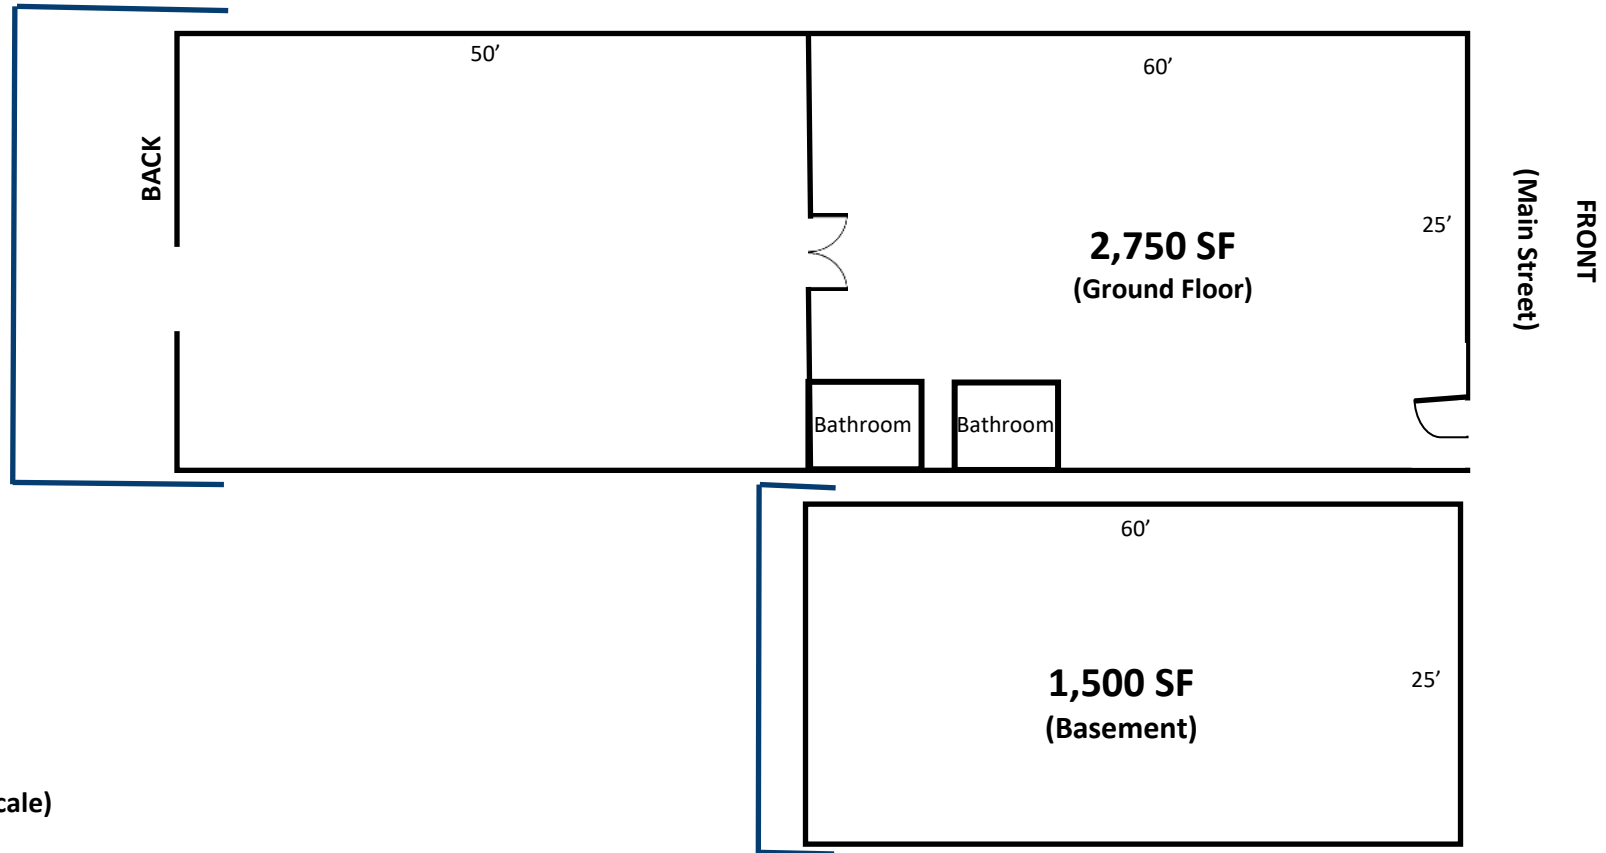 50’
60’
BACK
25’
(Main Street)
FRONT
2,750 SF
(Ground Floor)
Bathroom
Bathroom
60’
1,500 SF
(Basement)
25’
cale)